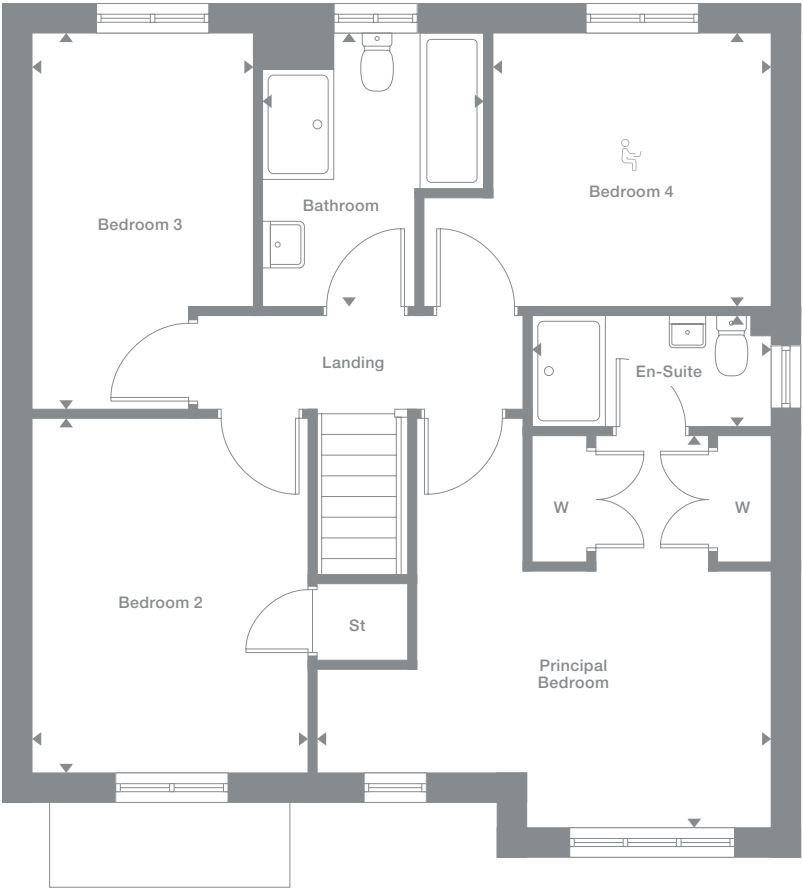 Bedroom 3
Bathroom
Bedroom 4
Landing
En-Suite
W
W
Bedroom 2
St
Principal
Bedroom